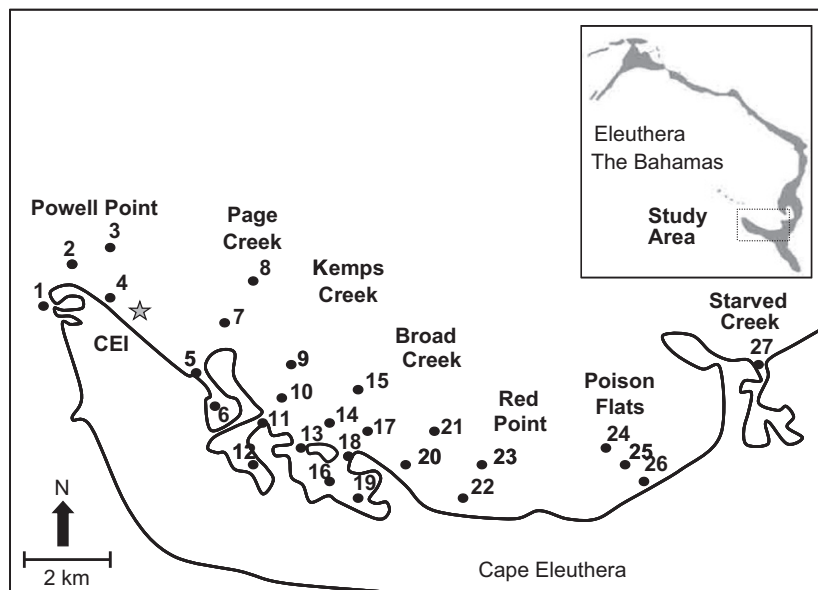 Eleuthera
The Bahamas
Study
Area
Powell Point
3
2
4
1
CEI
Page
Creek
8
7
5
6
Kemps
Creek
9
10
11
12
Broad
Creek
15
14
13
17
18
16
19
21
20
Red
Point
23
22
Poison
Flats
24
25
26
Starved
Creek
27
N
2 km
Cape Eleuthera